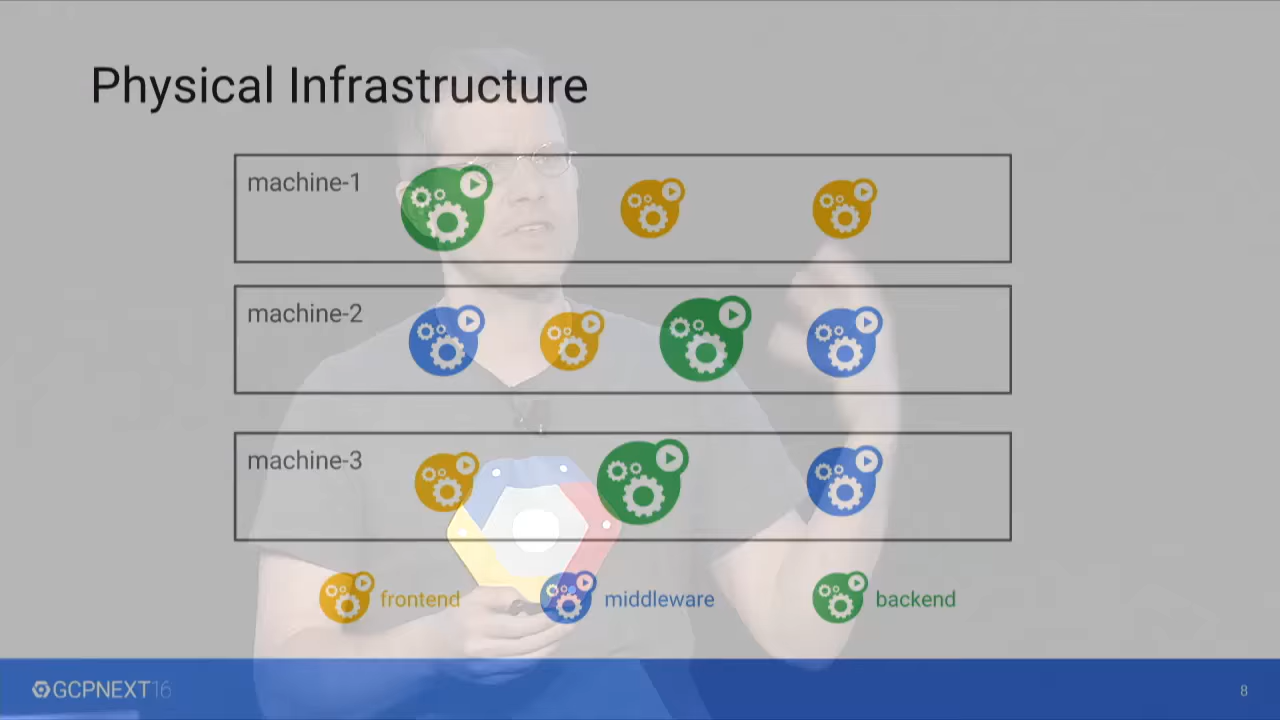 Physical Infrastructure
machine-1
machine-2
machine-3
frontend
middleware
backend
GCPNEXT16
8